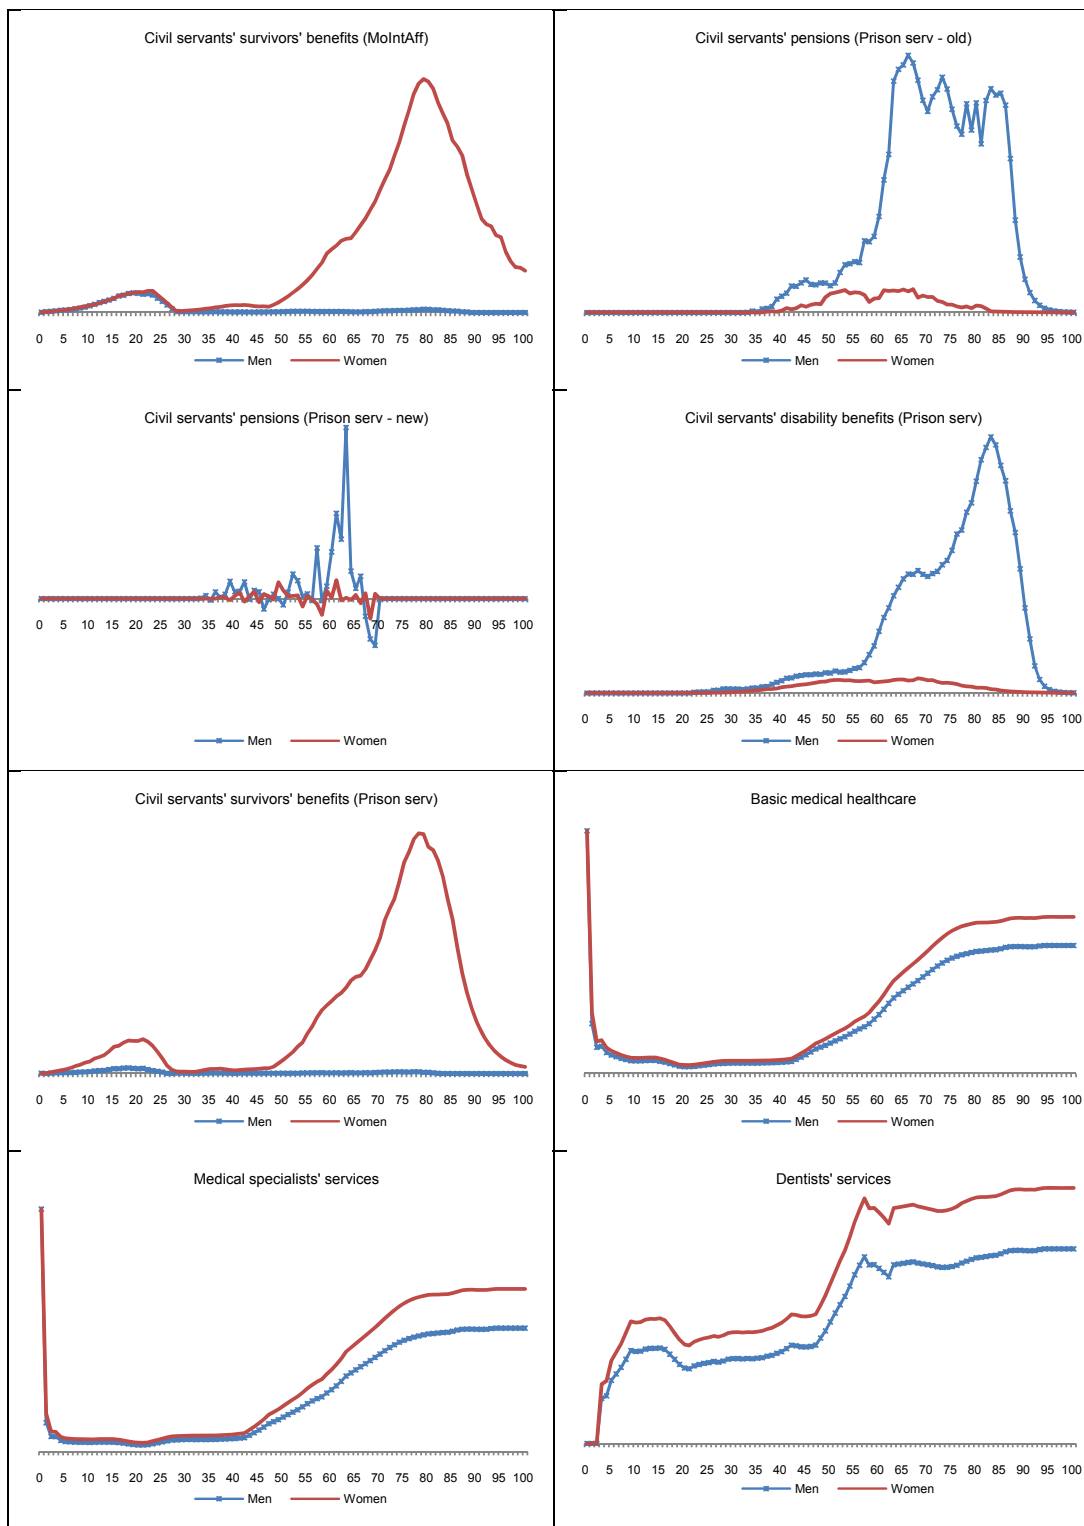 Civil servants' survivors' benefits (MoIntAff)
0 5 10 15 20 25 30 35 40 45 50 55 60 65 70 75 80 85 90 95 100
Men Women
Civil servants' pensions (Prison serv - old)
0 5 10 15 20 25 30 35 40 45 50 55 60 65 70 75 80 85 90 95 100
Men Women
Civil servants' pensions (Prison serv - new)
0 5 10 15 20 25 30 35 40 45 50 55 60 65 70 75 80 85 90 95 100
Men Women
Civil servants' disability benefits (Prison serv)
0 5 10 15 20 25 30 35 40 45 50 55 60 65 70 75 80 85 90 95 100
Men Women
Civil servants' survivors' benefits (Prison serv)
0 5 10 15 20 25 30 35 40 45 50 55 60 65 70 75 80 85 90 95 100
Men Women
Basic medical healthcare
0 5 10 15 20 25 30 35 40 45 50 55 60 65 70 75 80 85 90 95 100
Men Women
Medical specialists' services
0 5 10 15 20 25 30 35 40 45 50 55 60 65 70 75 80 85 90 95 100
Men Women
Dentists' services
0 5 10 15 20 25 30 35 40 45 50 55 60 65 70 75 80 85 90 95 100
Men Women